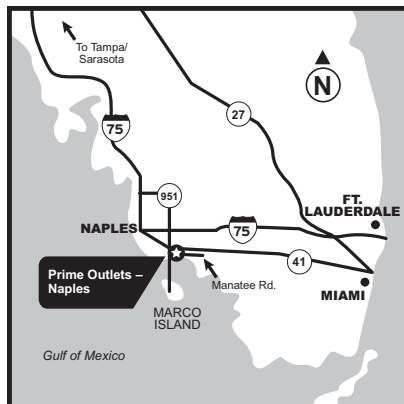 To Tampa/
Sarasota
N
75
27
951
FT.
LAUDERDALE
NAPLES
75
41
Prime Outlets –
Naples
Manatee Rd.
MIAMI
MARCO
ISLAND
Gulf of Mexico